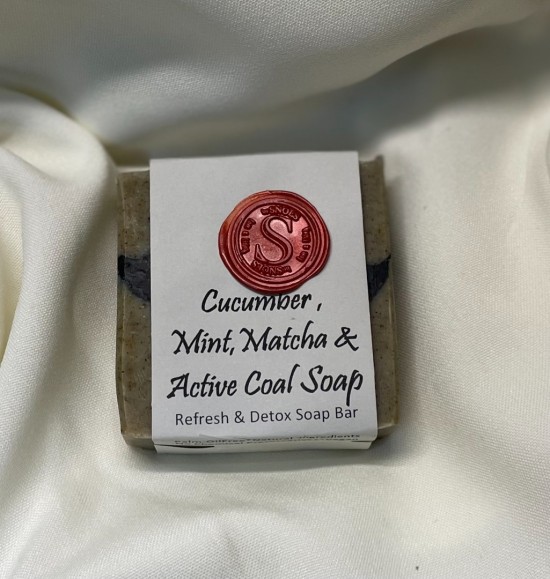 S
Cucumber,
Mint, Matcha &
Active Coal Soap
Refresh & Detox Soap Bar